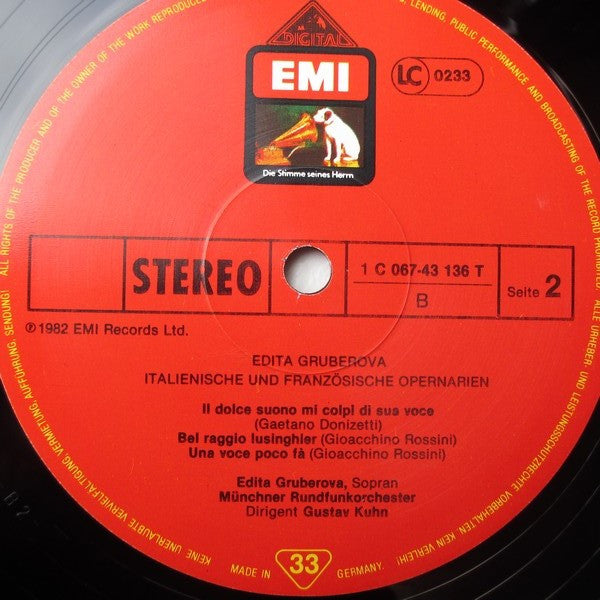 DIGITAL
EMI
LC 0233
Die Stimme seines Herrn
STEREO
1 C 067-43 136 T
B
Seite 2
℗1982 EMI Records Ltd.
EDITA GRUBEROVA
ITALIENISCHE UND FRANZÖSISCHE OPERNARIEN
Il dolce suono mi colpì di sua voce
(Gaetano Donizetti)
Bel raggio lusinghier (Gioacchino Rossini)
Una voce poco fà (Gioacchino Rossini)
Edita Gruberova, Sopran
Münchner Rundfunkorchester
Dirigent Gustav Kuhn
MADE IN 33 GERMANY.
ALL RIGHTS OF THE PRODUCER AND OF THE OWNER OF THE WORK REPRODUCED
LENDING, PUBLIC PERFORMANCE AND BROADCASTING OF THE RECORD PROHIBITED
ALLE URHEBER- UND LEISTUNGSSCHUTZRECHTE VORBEHALTEN KEIN VERLEIH!
KEINE UNERLAUBTE VERVIELFÄLTIGUNG, VERMIETUNG, AUFFÜHRUNG, SENDUNG!